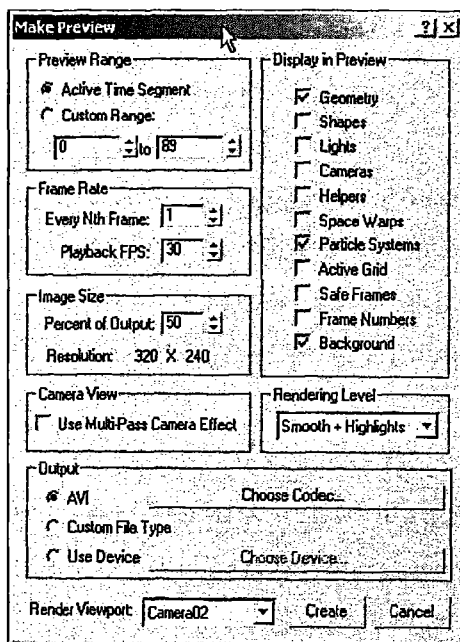 Make Preview
Preview Range
Active Time Segment
Custom Range:
0 to 89
Frame Rate
Every Nth Frame: 1
Playback FPS: 30
Image Size
Percent of Output: 50
Resolution: 320 X 240
Camera View
Use Multi-Pass Camera Effect
Display in Preview
Geometry
Shapes
Lights
Cameras
Helpers
Space Warps
Particle Systems
Active Grid
Safe Frames
Frame Numbers
Background
Rendering Level
Smooth + Highlights
Output
AVI Choose Codec...
Custom File Type
Use Device Choose Device...
Render Viewport: Camera02 Create Cancel